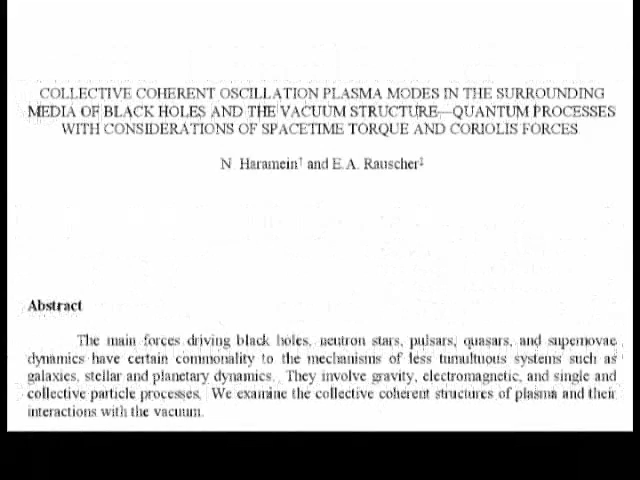 COLLECTIVE COHERENT OSCILLATION PLASMA MODES IN THE SURROUNDING
MEDIA OF BLACK HOLES AND THE VACUUM STRUCTURE—QUANTUM PROCESSES
WITH CONSIDERATIONS OF SPACETIME TORQUE AND CORIOLIS FORCES
N. Haramein¹ and E.A. Rauscher²
Abstract
The main forces driving black holes, neutron stars, pulsars, quasars, and supernovae
dynamics have certain commonality to the mechanisms of less tumultuous systems such as
galaxies, stellar and planetary dynamics. They involve gravity, electromagnetic, and single and
collective particle processes. We examine the collective coherent structures of plasma and their
interactions with the vacuum.